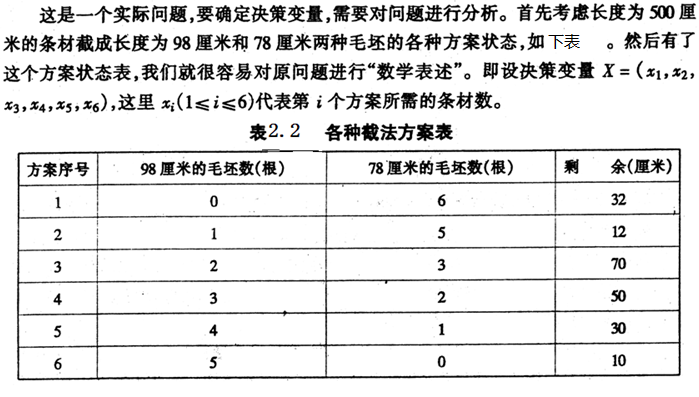 这是一个实际问题,要确定决策变量,需要对问题进行分析。首先考虑长度为500厘
米的条材截成长度为98厘米和78厘米两种毛坯的各种方案状态,如下表 。然后有了
这个方案状态表,我们就很容易对原问题进行“数学表述”。即设决策变量 X=(x₁,x₂,
x₃,x₄,x₅,x₆),这里 xᵢ(1≤i≤6)代表第 i 个方案所需的条材数。
表2.2 各种截法方案表
方案序号 98厘米的毛坯数(根) 78厘米的毛坯数(根) 剩 余(厘米)
1 0 6 32
2 1 5 12
3 2 3 70
4 3 2 50
5 4 1 30
6 5 0 10